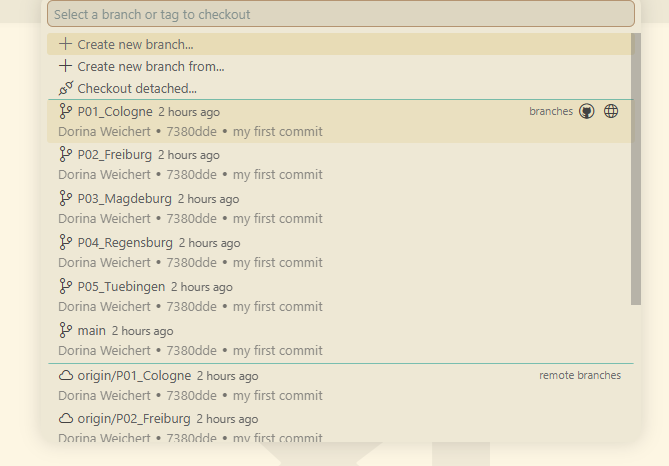 Select a branch or tag to checkout
Create new branch...
Create new branch from...
Checkout detached...
P01_Cologne 2 hours ago branches
Dorina Weichert • 7380dde • my first commit
P02_Freiburg 2 hours ago
Dorina Weichert • 7380dde • my first commit
P03_Magdeburg 2 hours ago
Dorina Weichert • 7380dde • my first commit
P04_Regensburg 2 hours ago
Dorina Weichert • 7380dde • my first commit
P05_Tuebingen 2 hours ago
Dorina Weichert • 7380dde • my first commit
main 2 hours ago
Dorina Weichert • 7380dde • my first commit
origin/P01_Cologne 2 hours ago remote branches
Dorina Weichert • 7380dde • my first commit
origin/P02_Freiburg 2 hours ago
Dorina Weichert • 7380dde • my first commit